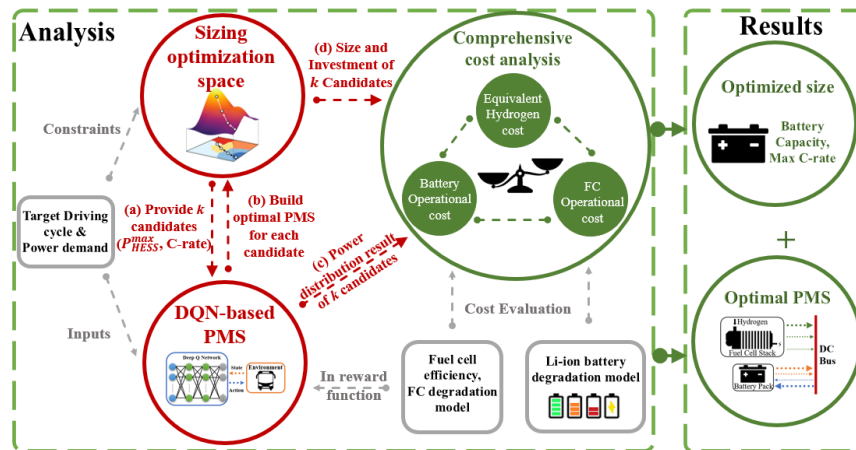 Analysis
Sizing
optimization
space
(d) Size and
Investment of
k Candidates
Comprehensive
cost analysis
Equivalent
Hydrogen
cost
Battery
Operational
cost
FC
Operational
cost
Constraints
Target Driving
cycle &
Power demand
(a) Provide k
candidates
(P_HESS^max, C-rate)
(b) Build
optimal PMS
for each
candidate
(c) Power
distribution result
of k candidates
Inputs
DQN-based
PMS
Deep Q Network
State
Action
Environment
In reward
function
Cost Evaluation
Fuel cell
efficiency,
FC degradation
model
Li-ion battery
degradation model
Results
Optimized size
Battery
Capacity,
Max C-rate
+
Optimal PMS
Hydrogen
Fuel Cell Stack
Battery Pack
DC
Bus